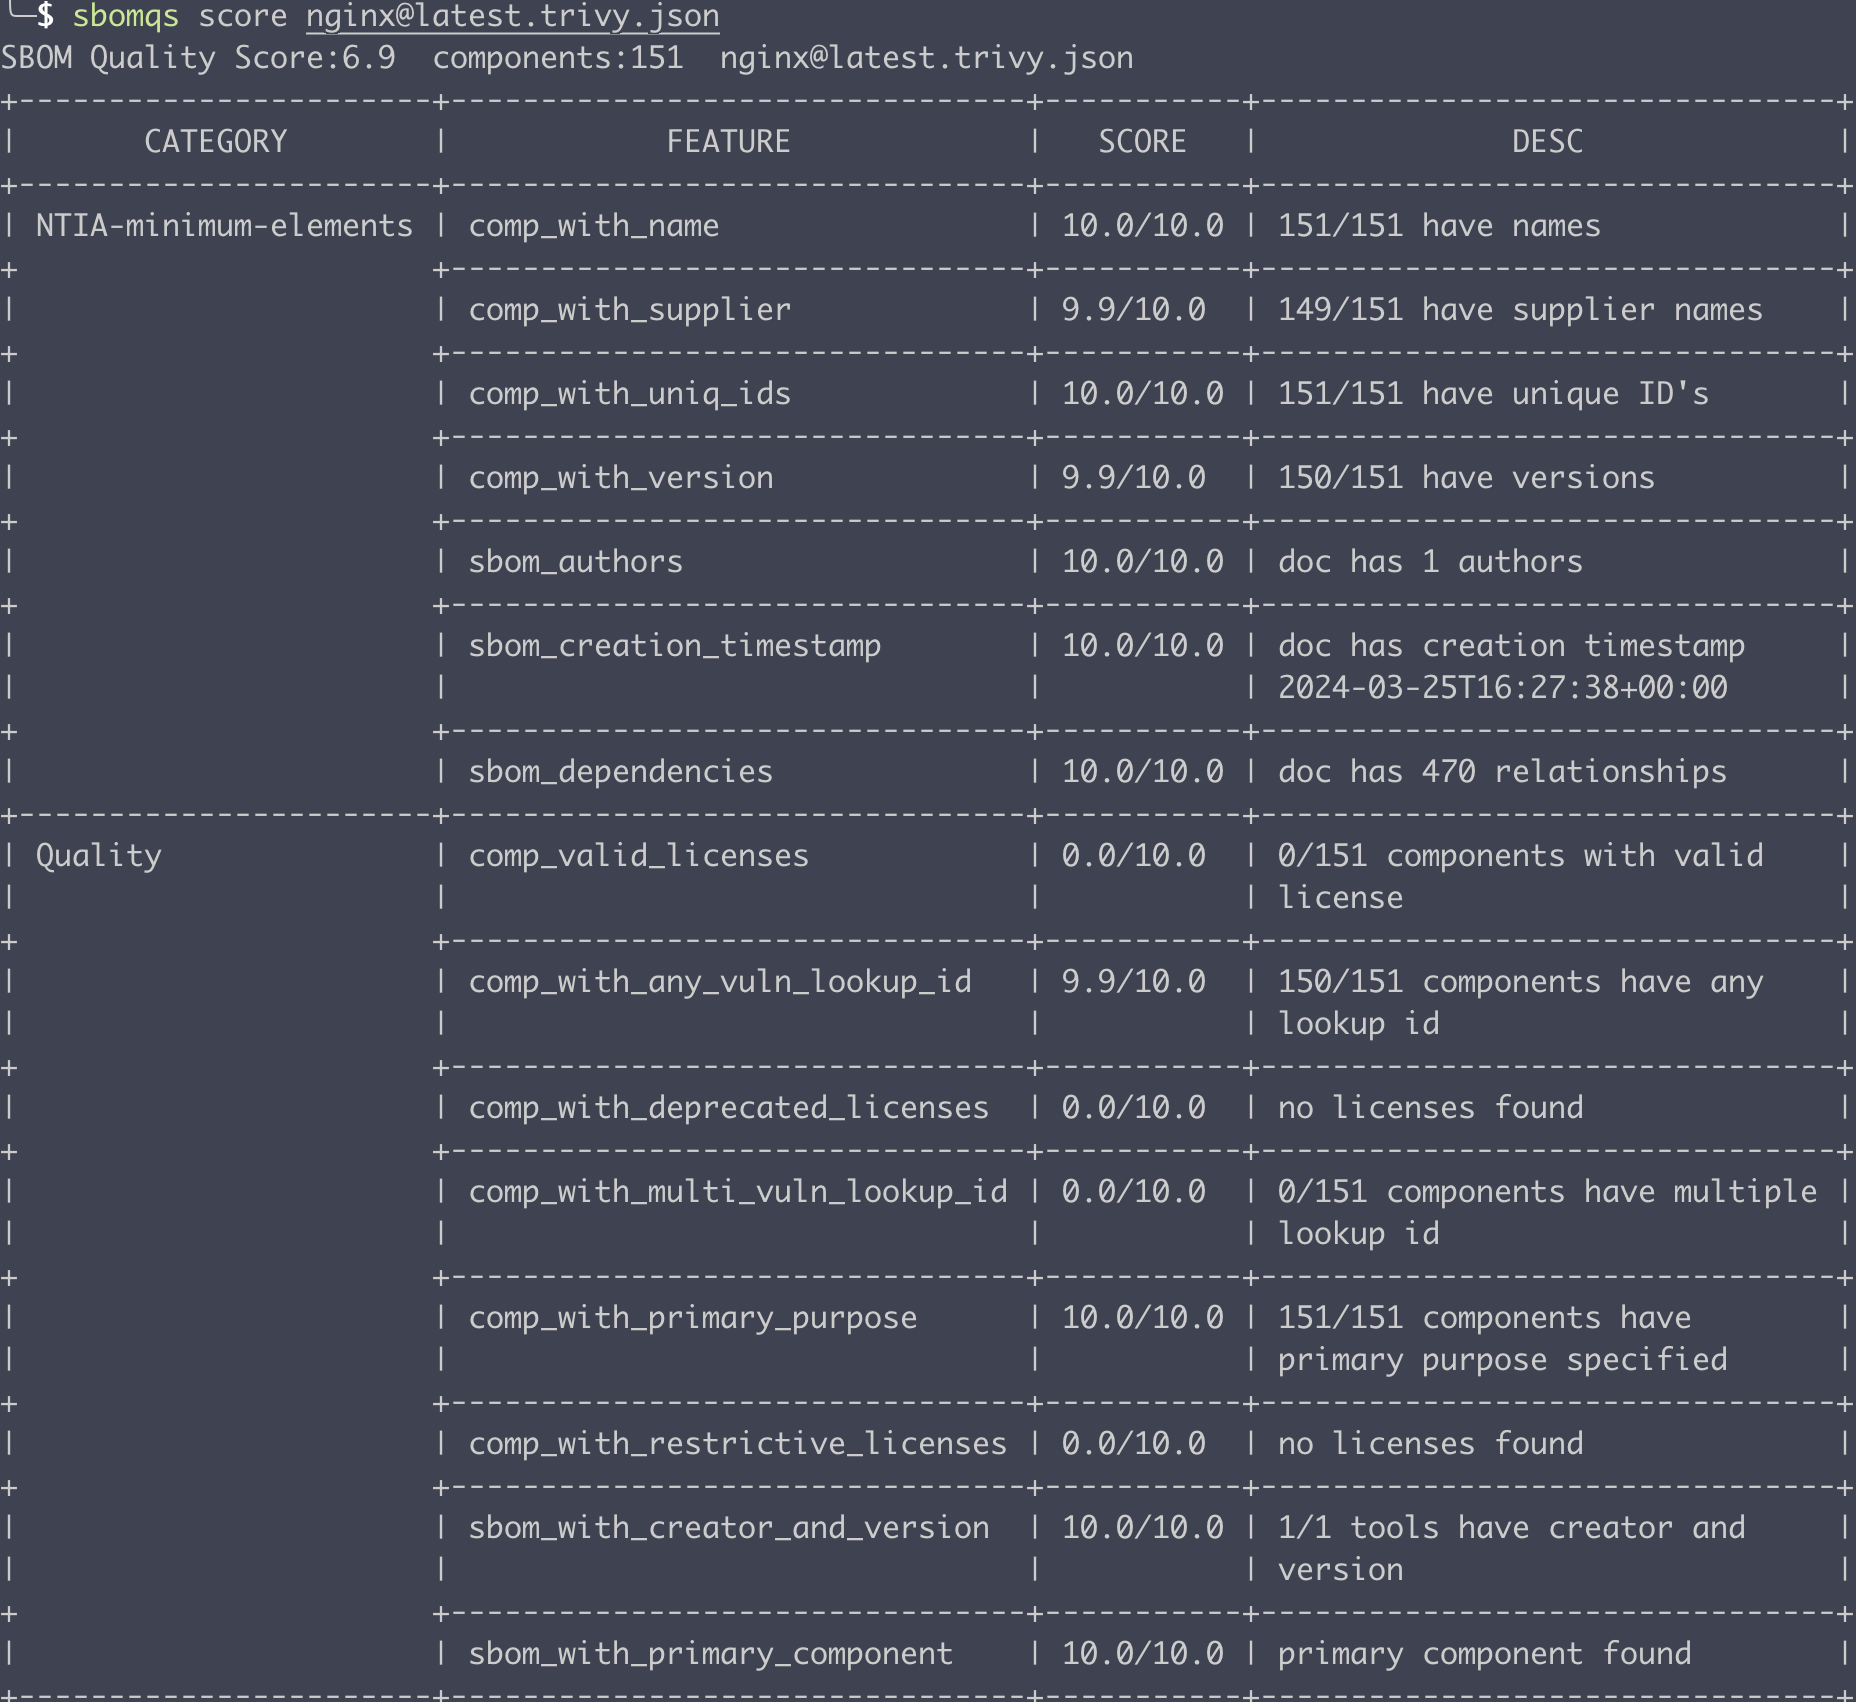 ╰─$ sbomqs score nginx@latest.trivy.json
SBOM Quality Score:6.9  components:151  nginx@latest.trivy.json
+-----------------------+--------------------------------+-----------+--------------------------------+
|       CATEGORY        |            FEATURE             |   SCORE   |              DESC              |
+-----------------------+--------------------------------+-----------+--------------------------------+
| NTIA-minimum-elements | comp_with_name                 | 10.0/10.0 | 151/151 have names             |
+                       +--------------------------------+-----------+--------------------------------+
|                       | comp_with_supplier             | 9.9/10.0  | 149/151 have supplier names    |
+                       +--------------------------------+-----------+--------------------------------+
|                       | comp_with_uniq_ids             | 10.0/10.0 | 151/151 have unique ID's       |
+                       +--------------------------------+-----------+--------------------------------+
|                       | comp_with_version              | 9.9/10.0  | 150/151 have versions          |
+                       +--------------------------------+-----------+--------------------------------+
|                       | sbom_authors                   | 10.0/10.0 | doc has 1 authors              |
+                       +--------------------------------+-----------+--------------------------------+
|                       | sbom_creation_timestamp        | 10.0/10.0 | doc has creation timestamp     |
|                       |                                |           | 2024-03-25T16:27:38+00:00      |
+                       +--------------------------------+-----------+--------------------------------+
|                       | sbom_dependencies              | 10.0/10.0 | doc has 470 relationships      |
+-----------------------+--------------------------------+-----------+--------------------------------+
| Quality               | comp_valid_licenses            | 0.0/10.0  | 0/151 components with valid    |
|                       |                                |           | license                        |
+                       +--------------------------------+-----------+--------------------------------+
|                       | comp_with_any_vuln_lookup_id   | 9.9/10.0  | 150/151 components have any    |
|                       |                                |           | lookup id                      |
+                       +--------------------------------+-----------+--------------------------------+
|                       | comp_with_deprecated_licenses  | 0.0/10.0  | no licenses found              |
+                       +--------------------------------+-----------+--------------------------------+
|                       | comp_with_multi_vuln_lookup_id | 0.0/10.0  | 0/151 components have multiple |
|                       |                                |           | lookup id                      |
+                       +--------------------------------+-----------+--------------------------------+
|                       | comp_with_primary_purpose      | 10.0/10.0 | 151/151 components have        |
|                       |                                |           | primary purpose specified      |
+                       +--------------------------------+-----------+--------------------------------+
|                       | comp_with_restrictive_licenses | 0.0/10.0  | no licenses found              |
+                       +--------------------------------+-----------+--------------------------------+
|                       | sbom_with_creator_and_version  | 10.0/10.0 | 1/1 tools have creator and     |
|                       |                                |           | version                        |
+                       +--------------------------------+-----------+--------------------------------+
|                       | sbom_with_primary_component    | 10.0/10.0 | primary component found        |
+-----------------------+--------------------------------+-----------+--------------------------------+